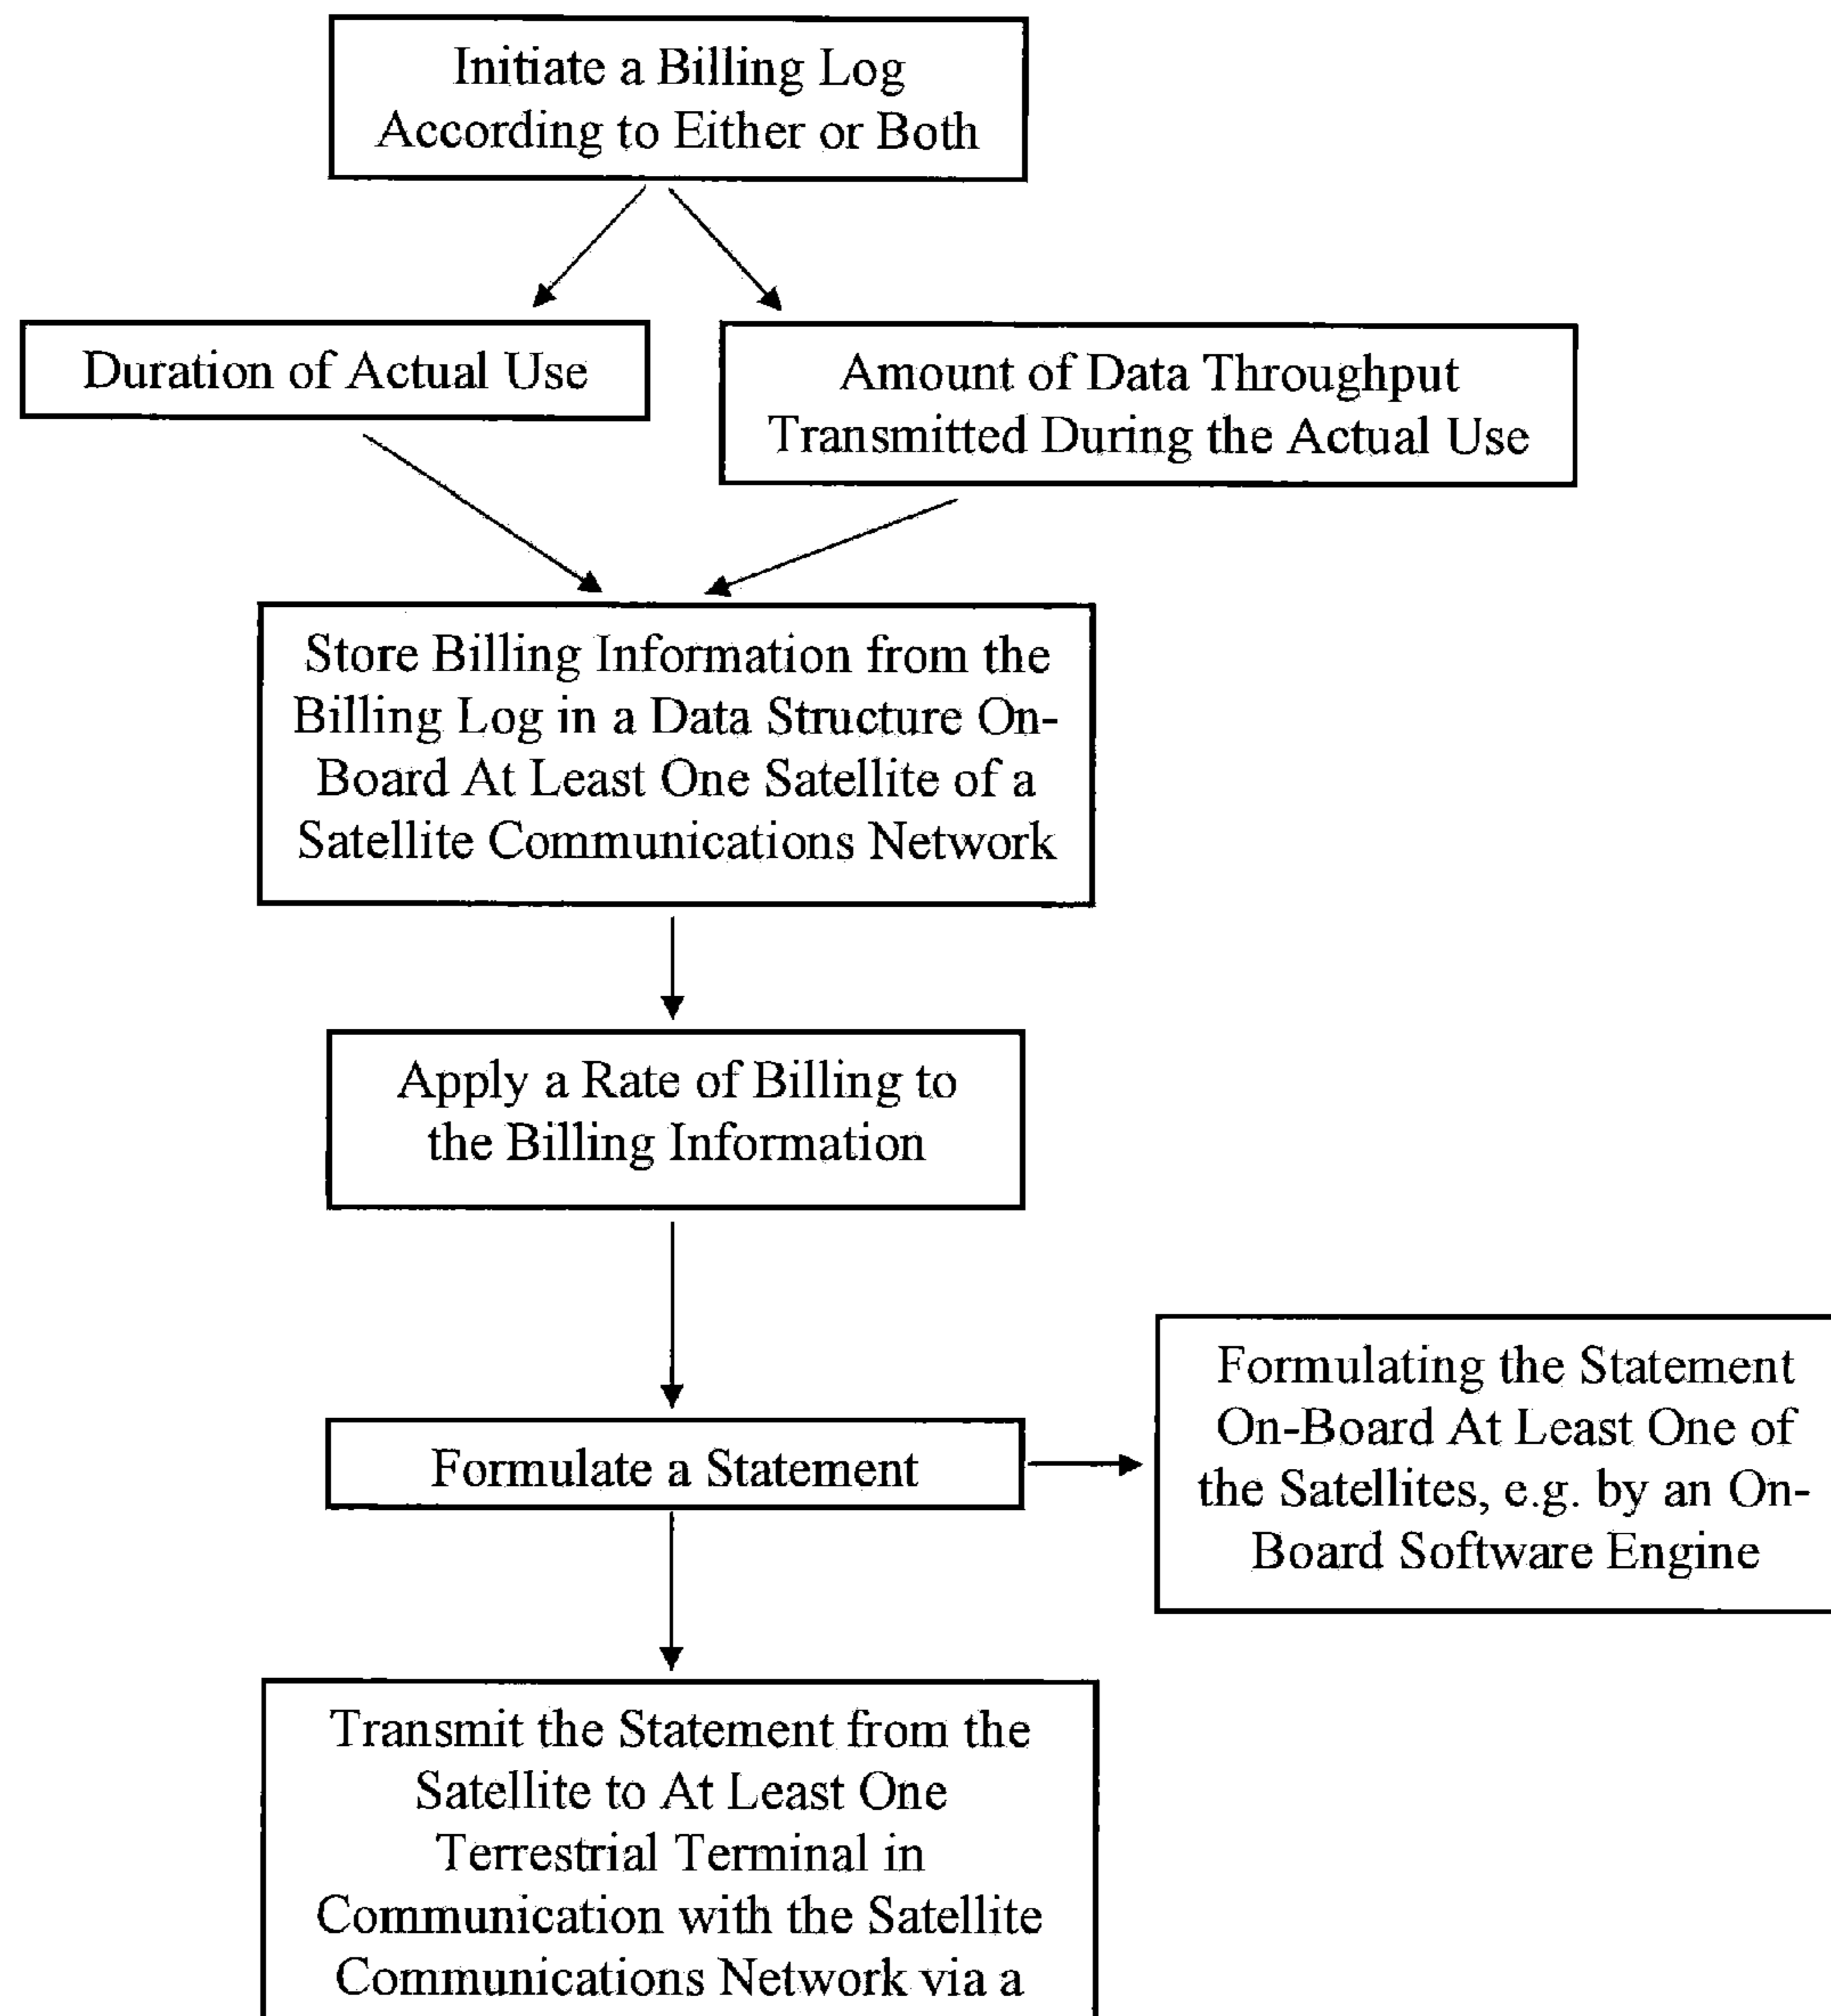 Initiate a Billing Log
According to Either or Both
Duration of Actual Use
Amount of Data Throughput
Transmitted During the Actual Use
Store Billing Information from the
Billing Log in a Data Structure On-
Board At Least One Satellite of a
Satellite Communications Network
Apply a Rate of Billing to
the Billing Information
Formulate a Statement
Formulating the Statement
On-Board At Least One of
the Satellites, e.g. by an On-
Board Software Engine
Transmit the Statement from the
Satellite to At Least One
Terrestrial Terminal in
Communication with the Satellite
Communications Network via a